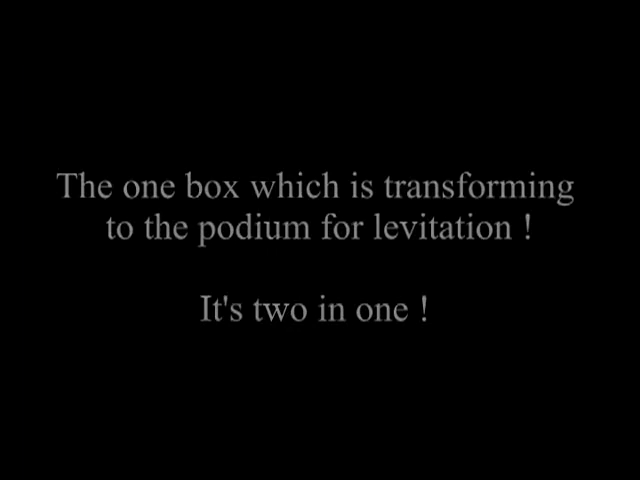 The one box which is transforming
to the podium for levitation !
It's two in one !